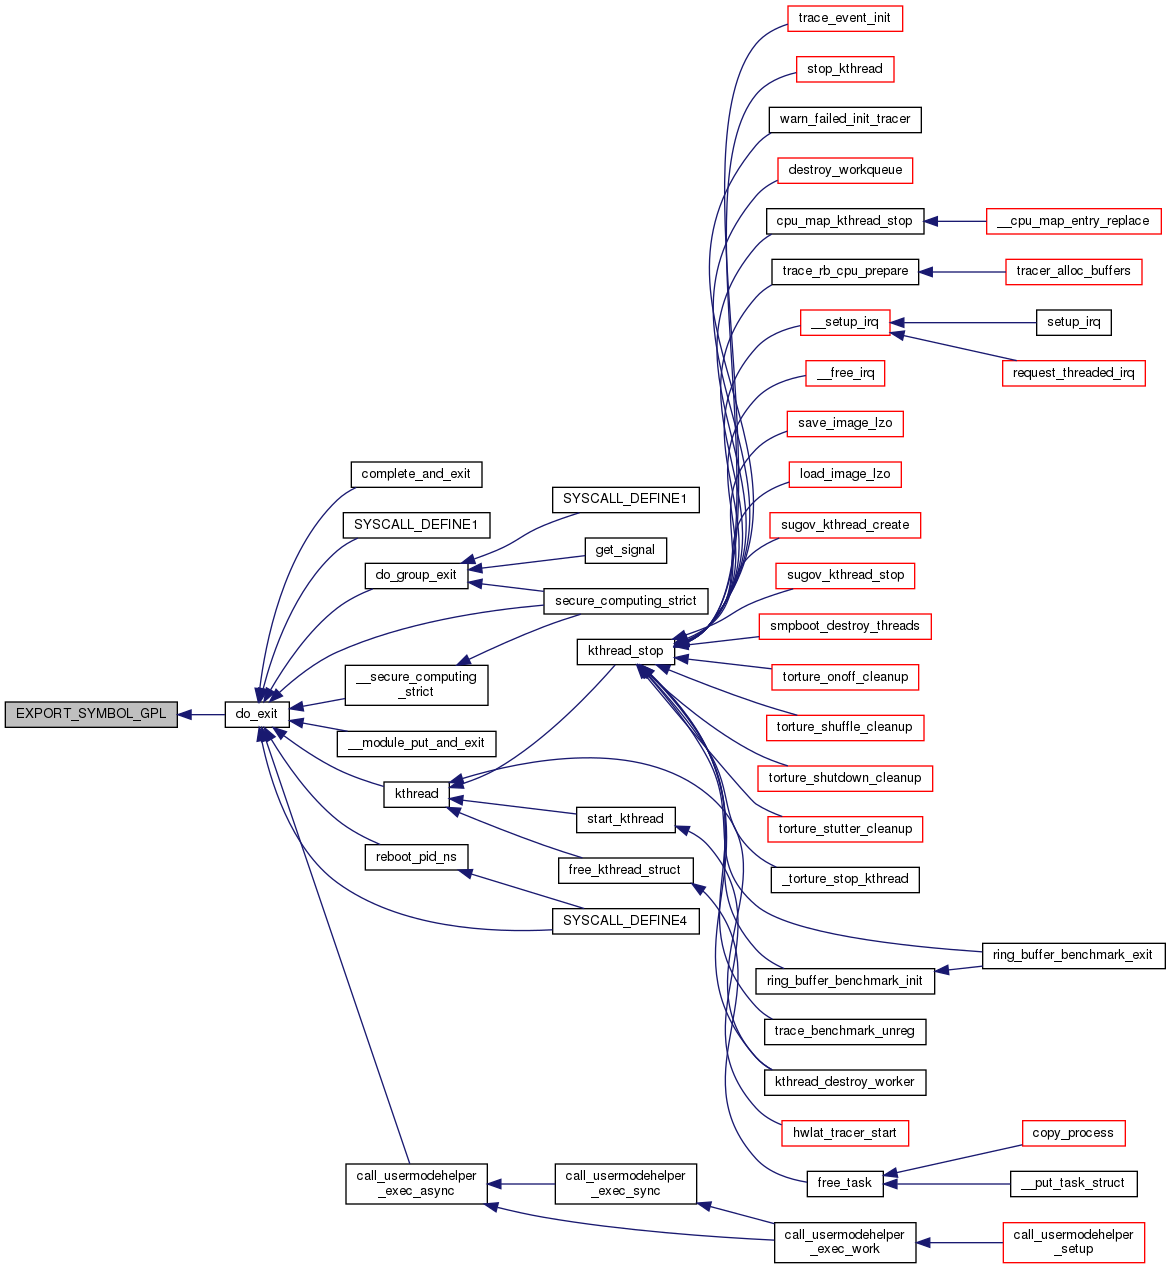 trace_event_init
stop_kthread
warn_failed_init_tracer
destroy_workqueue
cpu_map_kthread_stop
__cpu_map_entry_replace
trace_rb_cpu_prepare
tracer_alloc_buffers
__setup_irq
setup_irq
__free_irq
request_threaded_irq
save_image_lzo
complete_and_exit
load_image_lzo
SYSCALL_DEFINE1
SYSCALL_DEFINE1
sugov_kthread_create
get_signal
do_group_exit
sugov_kthread_stop
secure_computing_strict
smpboot_destroy_threads
kthread_stop
__secure_computing
_strict
torture_onoff_cleanup
EXPORT_SYMBOL_GPL
do_exit
torture_shuffle_cleanup
__module_put_and_exit
torture_shutdown_cleanup
kthread
start_kthread
torture_stutter_cleanup
reboot_pid_ns
free_kthread_struct
_torture_stop_kthread
SYSCALL_DEFINE4
ring_buffer_benchmark_exit
ring_buffer_benchmark_init
trace_benchmark_unreg
kthread_destroy_worker
hwlat_tracer_start
copy_process
call_usermodehelper
_exec_async
call_usermodehelper
_exec_sync
free_task
__put_task_struct
call_usermodehelper
_exec_work
call_usermodehelper
_setup